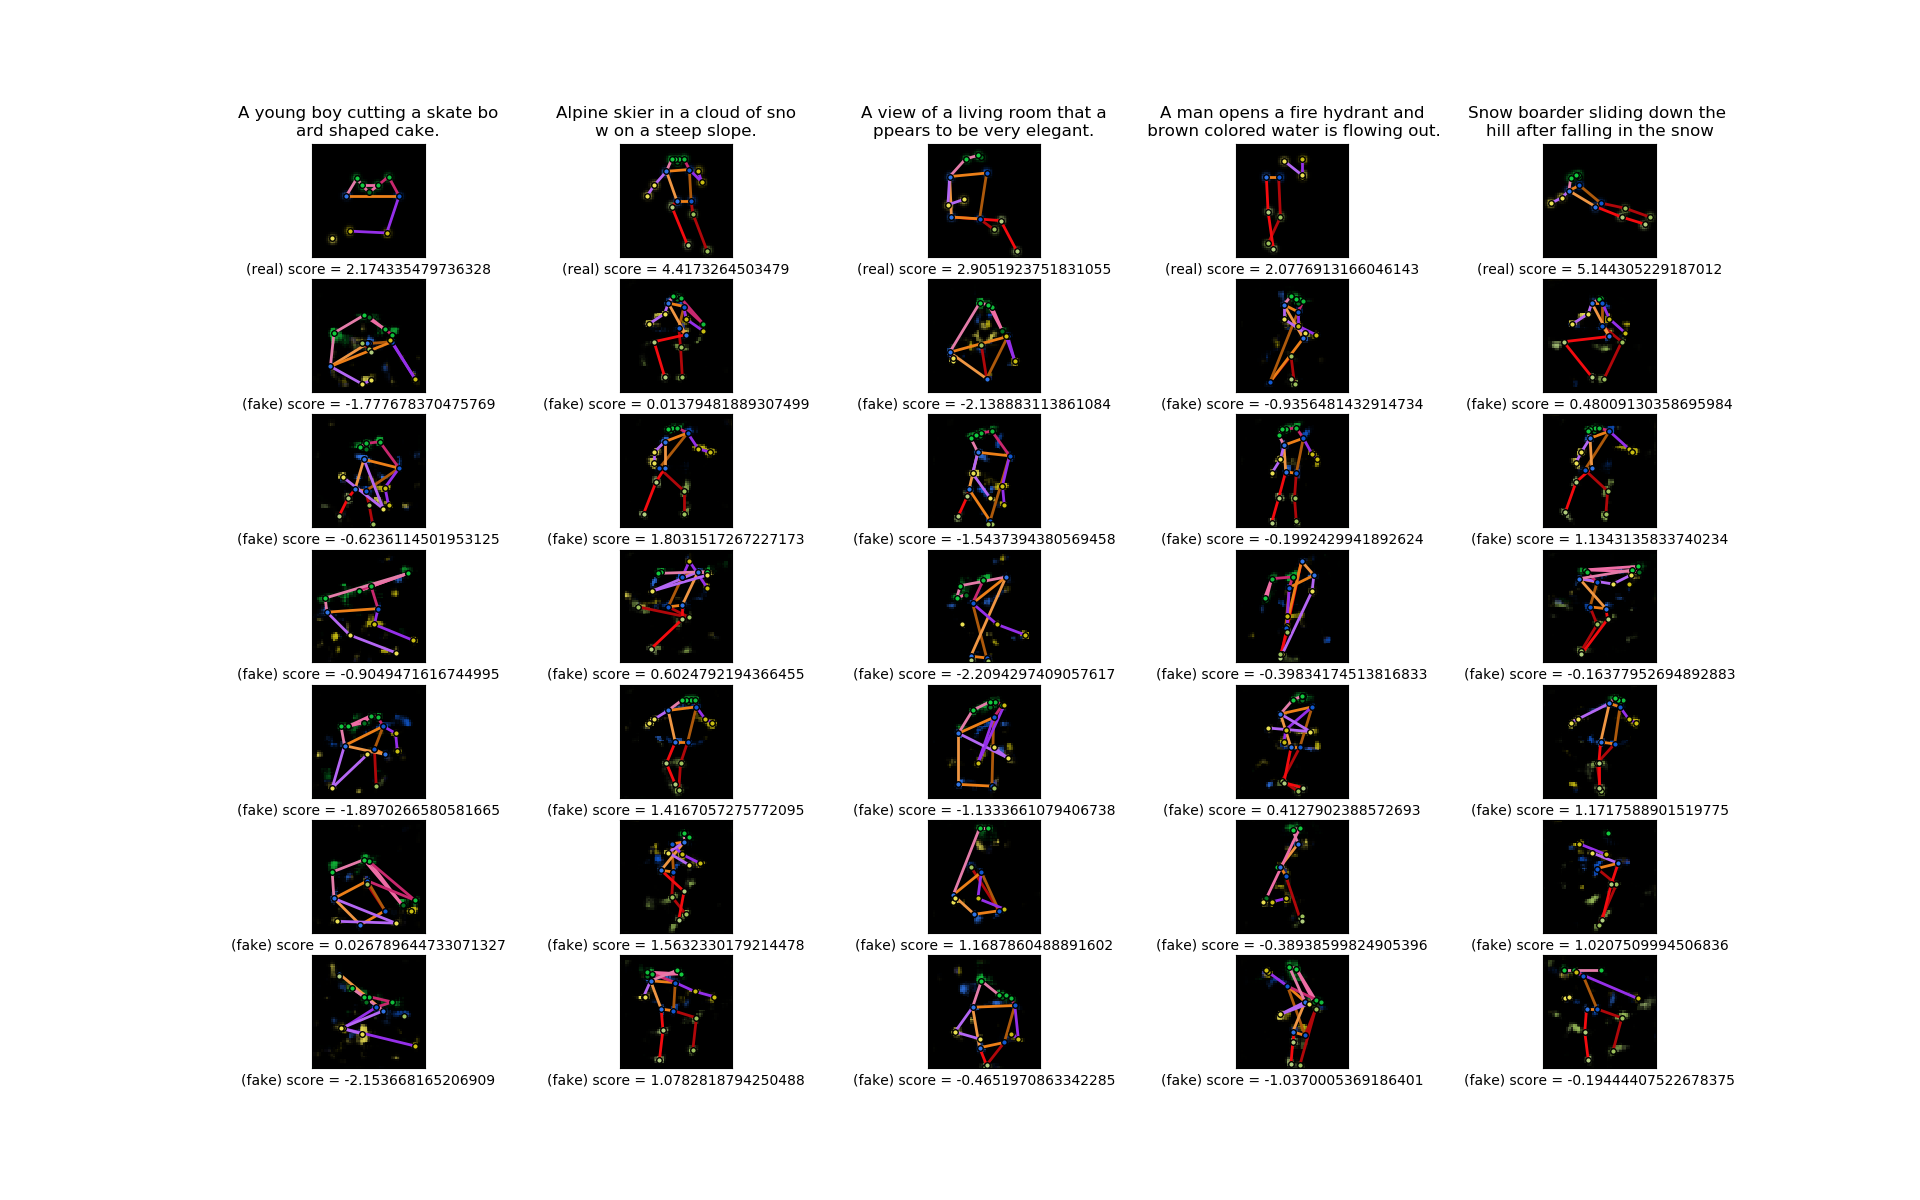 A young boy cutting a skate bo
ard shaped cake.
Alpine skier in a cloud of sno
w on a steep slope.
A view of a living room that a
ppears to be very elegant.
A man opens a fire hydrant and
brown colored water is flowing out.
Snow boarder sliding down the
hill after falling in the snow
(real) score = 2.174335479736328
(real) score = 4.4173264503479
(real) score = 2.9051923751831055
(real) score = 2.0776913166046143
(real) score = 5.144305229187012
(fake) score = -1.777678370475769
(fake) score = 0.01379481889307499
(fake) score = -2.138883113861084
(fake) score = -0.9356481432914734
(fake) score = 0.48009130358695984
(fake) score = -0.6236114501953125
(fake) score = 1.8031517267227173
(fake) score = -1.5437394380569458
(fake) score = -0.1992429941892624
(fake) score = 1.1343135833740234
(fake) score = -0.9049471616744995
(fake) score = 0.6024792194366455
(fake) score = -2.2094297409057617
(fake) score = -0.39834174513816833
(fake) score = -0.16377952694892883
(fake) score = -1.8970266580581665
(fake) score = 1.4167057275772095
(fake) score = -1.1333661079406738
(fake) score = 0.4127902388572693
(fake) score = 1.1717588901519775
(fake) score = 0.026789644733071327
(fake) score = 1.5632330179214478
(fake) score = 1.1687860488891602
(fake) score = -0.38938599824905396
(fake) score = 1.0207509994506836
(fake) score = -2.153668165206909
(fake) score = 1.0782818794250488
(fake) score = -0.4651970863342285
(fake) score = -1.0370005369186401
(fake) score = -0.19444407522678375